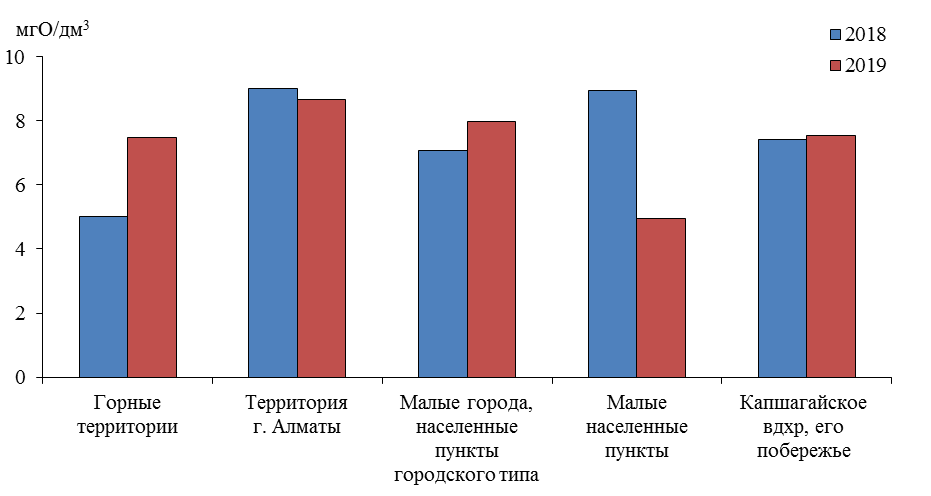 мгО/дм³
2018
2019
10
8
6
4
2
0
Горные
территории
Территория
г. Алматы
Малые города,
населенные
пункты
городского типа
Малые
населенные
пункты
Капшагайское
вдхр, его
побережье